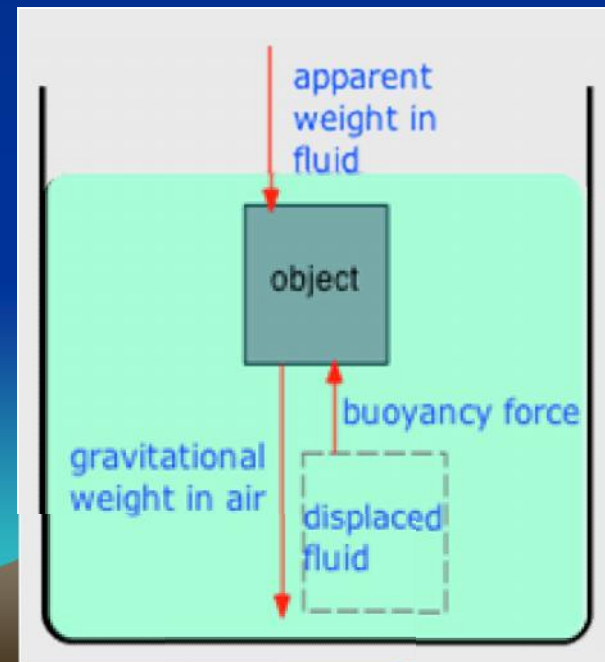 apparent
weight in
fluid
object
buoyancy force
gravitational
weight in air
displaced
fluid